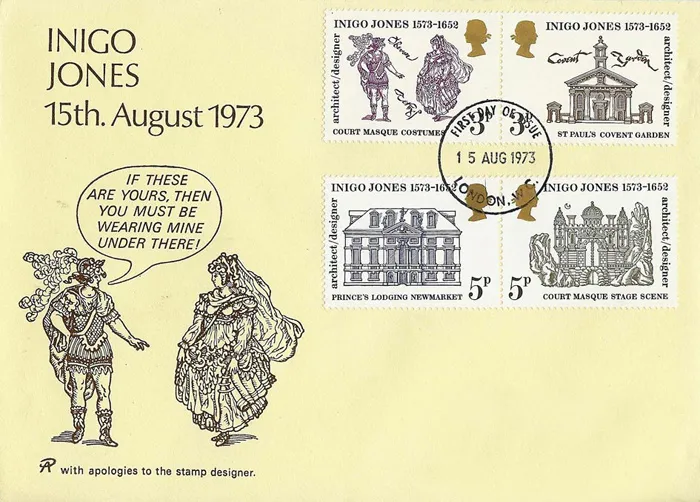 INIGO
JONES
15th. August 1973
IF THESE
ARE YOURS, THEN
YOU MUST BE
WEARING MINE
UNDER THERE!
with apologies to the stamp designer.
INIGO JONES 1573-1652
architect/designer
Oberon
COURT MASQUE COSTUMES
3P
INIGO JONES 1573-1652
architect/designer
Covent Garden
3P
ST PAUL'S COVENT GARDEN
FIRST DAY OF ISSUE
15 AUG 1973
LONDON, W.C.
INIGO JONES 1573-1652
architect/designer
PRINCE'S LODGING NEWMARKET
5P
INIGO JONES 1573-1652
architect/designer
5P
COURT MASQUE STAGE SCENE